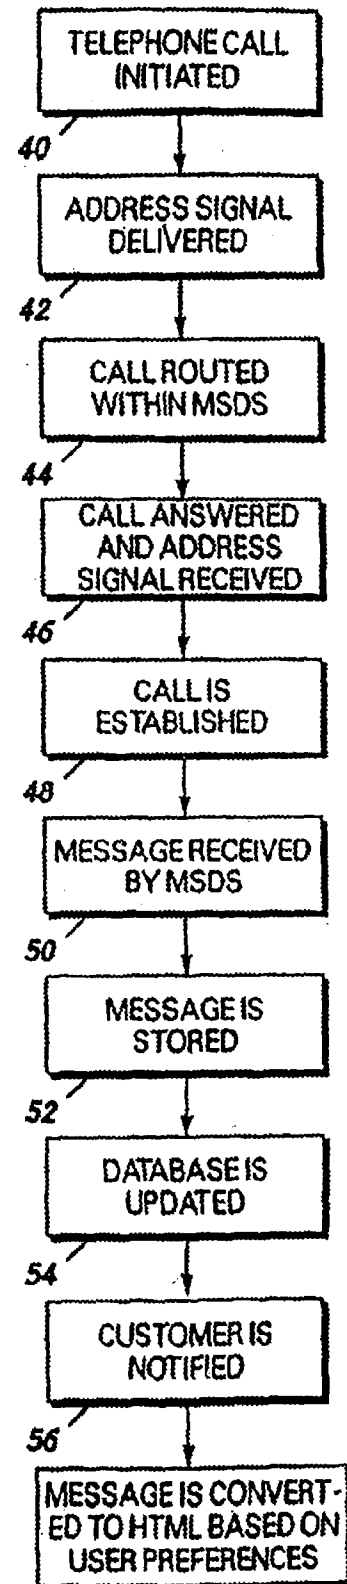 TELEPHONE CALL
INITIATED
40
ADDRESS SIGNAL
DELIVERED
42
CALL ROUTED
WITHIN MSDS
44
CALL ANSWERED
AND ADDRESS
SIGNAL RECEIVED
46
CALL IS
ESTABLISHED
48
MESSAGE RECEIVED
BY MSDS
50
MESSAGE IS
STORED
52
DATABASE IS
UPDATED
54
CUSTOMER IS
NOTIFIED
56
MESSAGE IS CONVERT-
ED TO HTML BASED ON
USER PREFERENCES